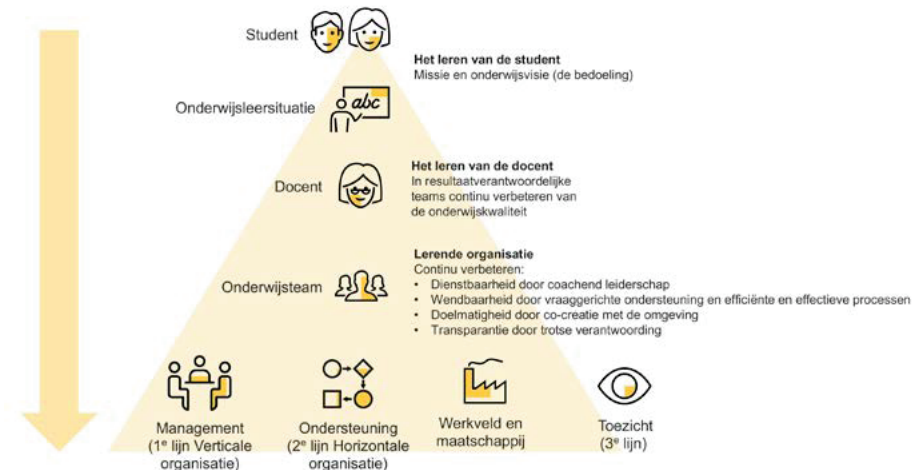 Student
Het leren van de student
Missie en onderwijsvisie (de bedoeling)
abc
Onderwijsleersituatie
Het leren van de docent
In resultaatverantwoordelijke
teams continu verbeteren van
de onderwijskwaliteit
Docent
Lerende organisatie
Continu verbeteren:
• Dienstbaarheid door coachend leiderschap
• Wendbaarheid door vraaggerichte ondersteuning en efficiënte en effectieve processen
• Doelmatigheid door co-creatie met de omgeving
• Transparantie door trotse verantwoording
Onderwijsteam
Management
(1e lijn Verticale
organisatie)
Ondersteuning
(2e lijn Horizontale
organisatie)
Werkveld en
maatschappij
Toezicht
(3e lijn)